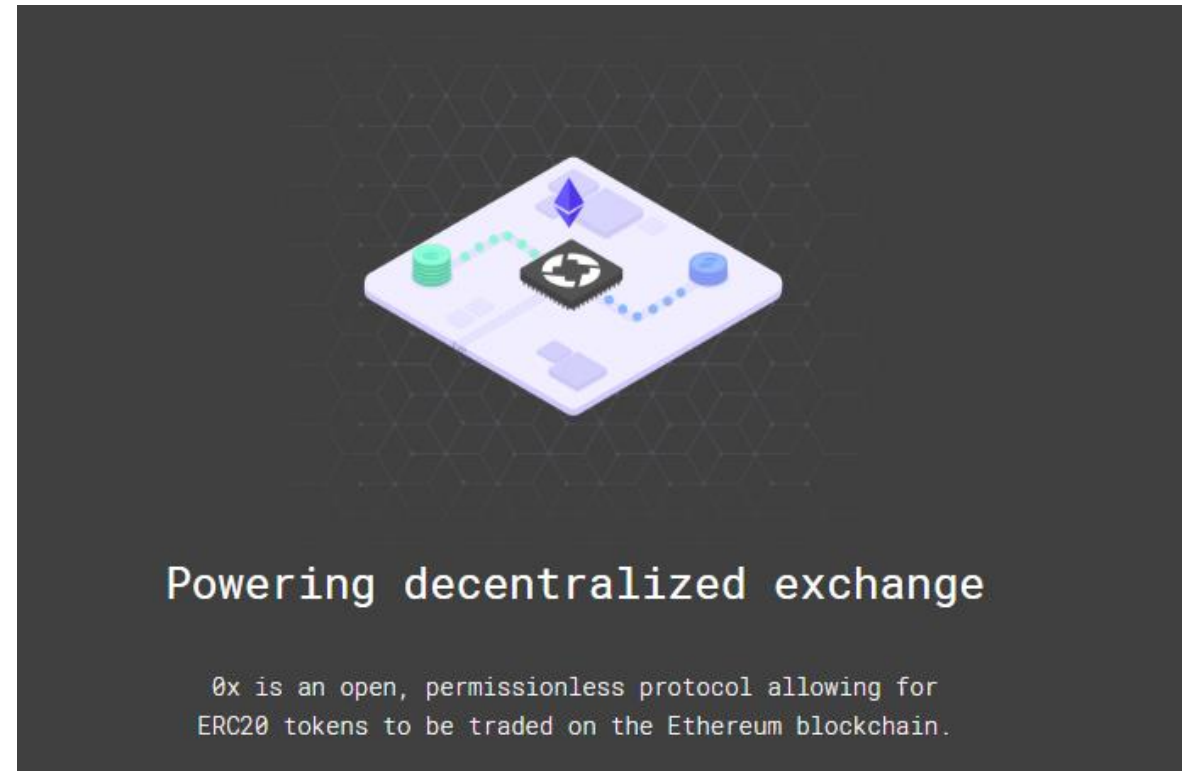 Powering decentralized exchange
0x is an open, permissionless protocol allowing for
ERC20 tokens to be traded on the Ethereum blockchain.